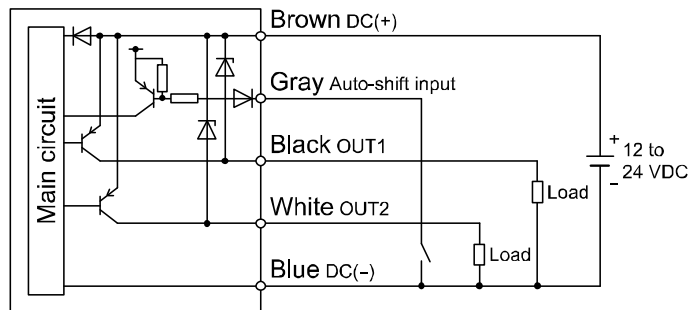 Brown DC(+)
Gray Auto-shift input
Black OUT1
White OUT2
Blue DC(−)
Main circuit
Load
Load
+
12 to
24 VDC
-